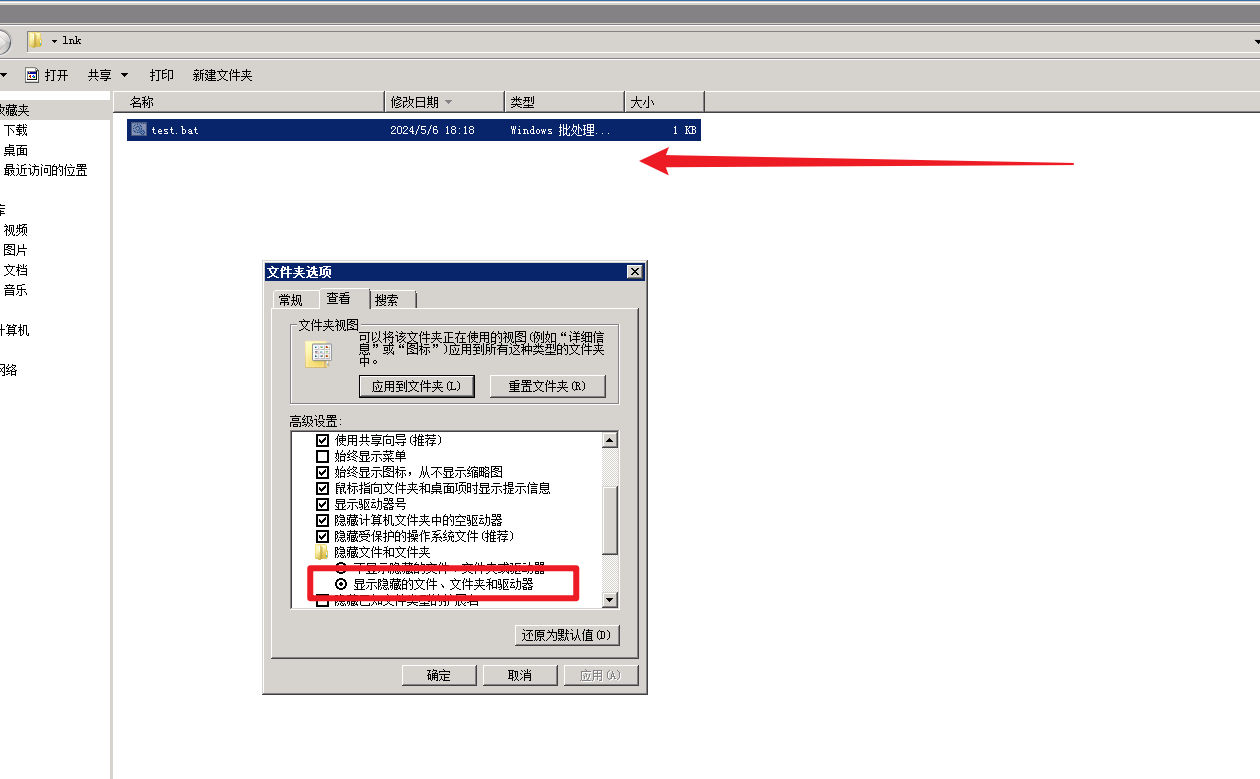 lnk
打开 共享 打印 新建文件夹
名称 修改日期 类型 大小
test.bat 2024/5/6 18:18 Windows 批处理... 1 KB
收藏夹
下载
桌面
最近访问的位置
库
视频
图片
文档
音乐
计算机
网络
文件夹选项
常规 查看 搜索
文件夹视图
可以将该文件夹正在使用的视图(例如“详细信
息”或“图标”)应用到所有这种类型的文件夹
中。
应用到文件夹(L) 重置文件夹(R)
高级设置:
使用共享向导(推荐)
始终显示菜单
始终显示图标，从不显示缩略图
鼠标指向文件夹和桌面项时显示提示信息
显示驱动器号
隐藏计算机文件夹中的空驱动器
隐藏受保护的操作系统文件(推荐)
隐藏文件和文件夹
不显示隐藏的文件、文件夹或驱动器
显示隐藏的文件、文件夹和驱动器
隐藏已知文件类型的扩展名
还原为默认值(D)
确定 取消 应用(A)